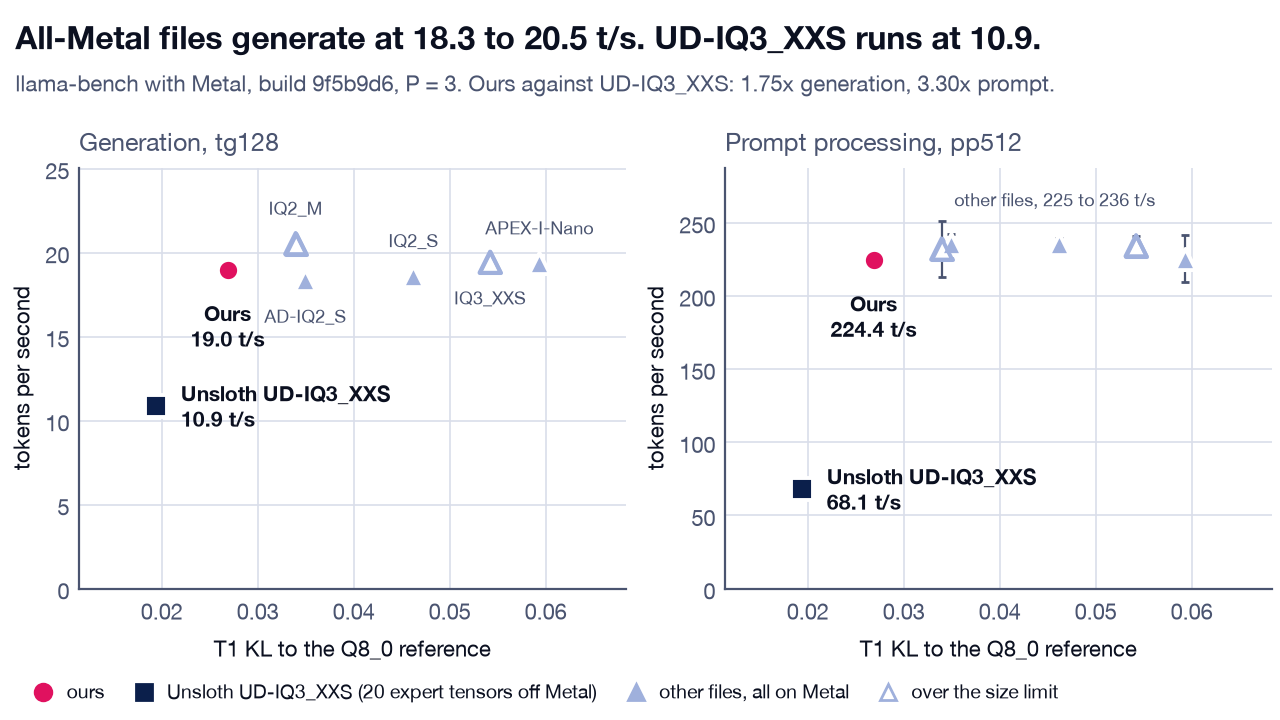 All-Metal files generate at 18.3 to 20.5 t/s. UD-IQ3_XXS runs at 10.9.
llama-bench with Metal, build 9f5b9d6, P = 3. Ours against UD-IQ3_XXS: 1.75x generation, 3.30x prompt.
Generation, tg128
25
20
15
10
5
0
tokens per second
IQ2_M
APEX-I-Nano
IQ2_S
IQ3_XXS
Ours
19.0 t/s
AD-IQ2_S
Unsloth UD-IQ3_XXS
10.9 t/s
0.02
0.03
0.04
0.05
0.06
T1 KL to the Q8_0 reference
Prompt processing, pp512
250
200
150
100
50
0
tokens per second
other files, 225 to 236 t/s
Ours
224.4 t/s
Unsloth UD-IQ3_XXS
68.1 t/s
0.02
0.03
0.04
0.05
0.06
T1 KL to the Q8_0 reference
ours
Unsloth UD-IQ3_XXS (20 expert tensors off Metal)
other files, all on Metal
over the size limit